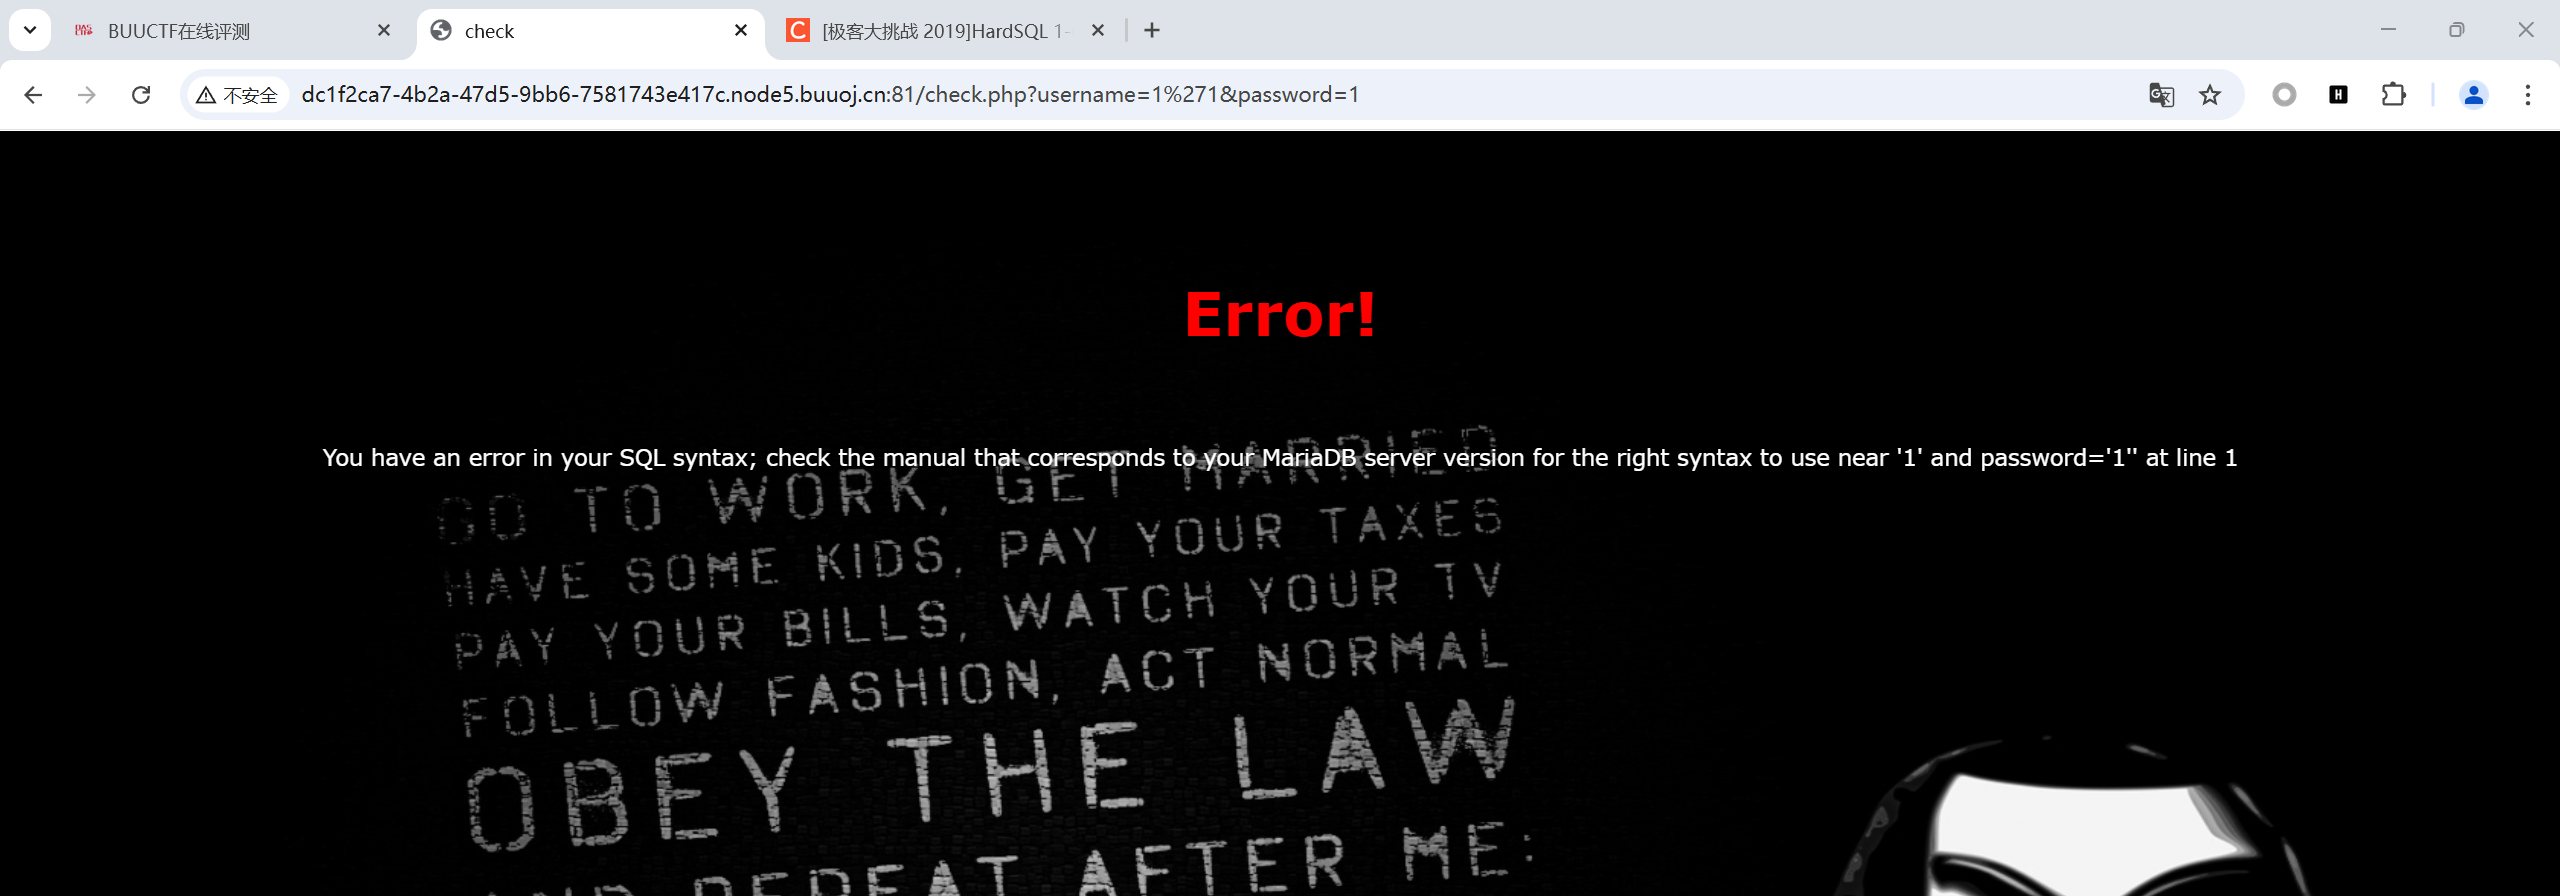 BUUCTF在线评测
check
[极客大挑战 2019]HardSQL 1-
不安全
dc1f2ca7-4b2a-47d5-9bb6-7581743e417c.node5.buuoj.cn:81/check.php?username=1%271&password=1
Error!
You have an error in your SQL syntax; check the manual that corresponds to your MariaDB server version for the right syntax to use near '1' and password='1'' at line 1
GO TO WORK, GET MARRIED
HAVE SOME KIDS, PAY YOUR TAXES
PAY YOUR BILLS, WATCH YOUR TV
FOLLOW FASHION, ACT NORMAL
OBEY THE LAW
AND REPEAT AFTER ME: